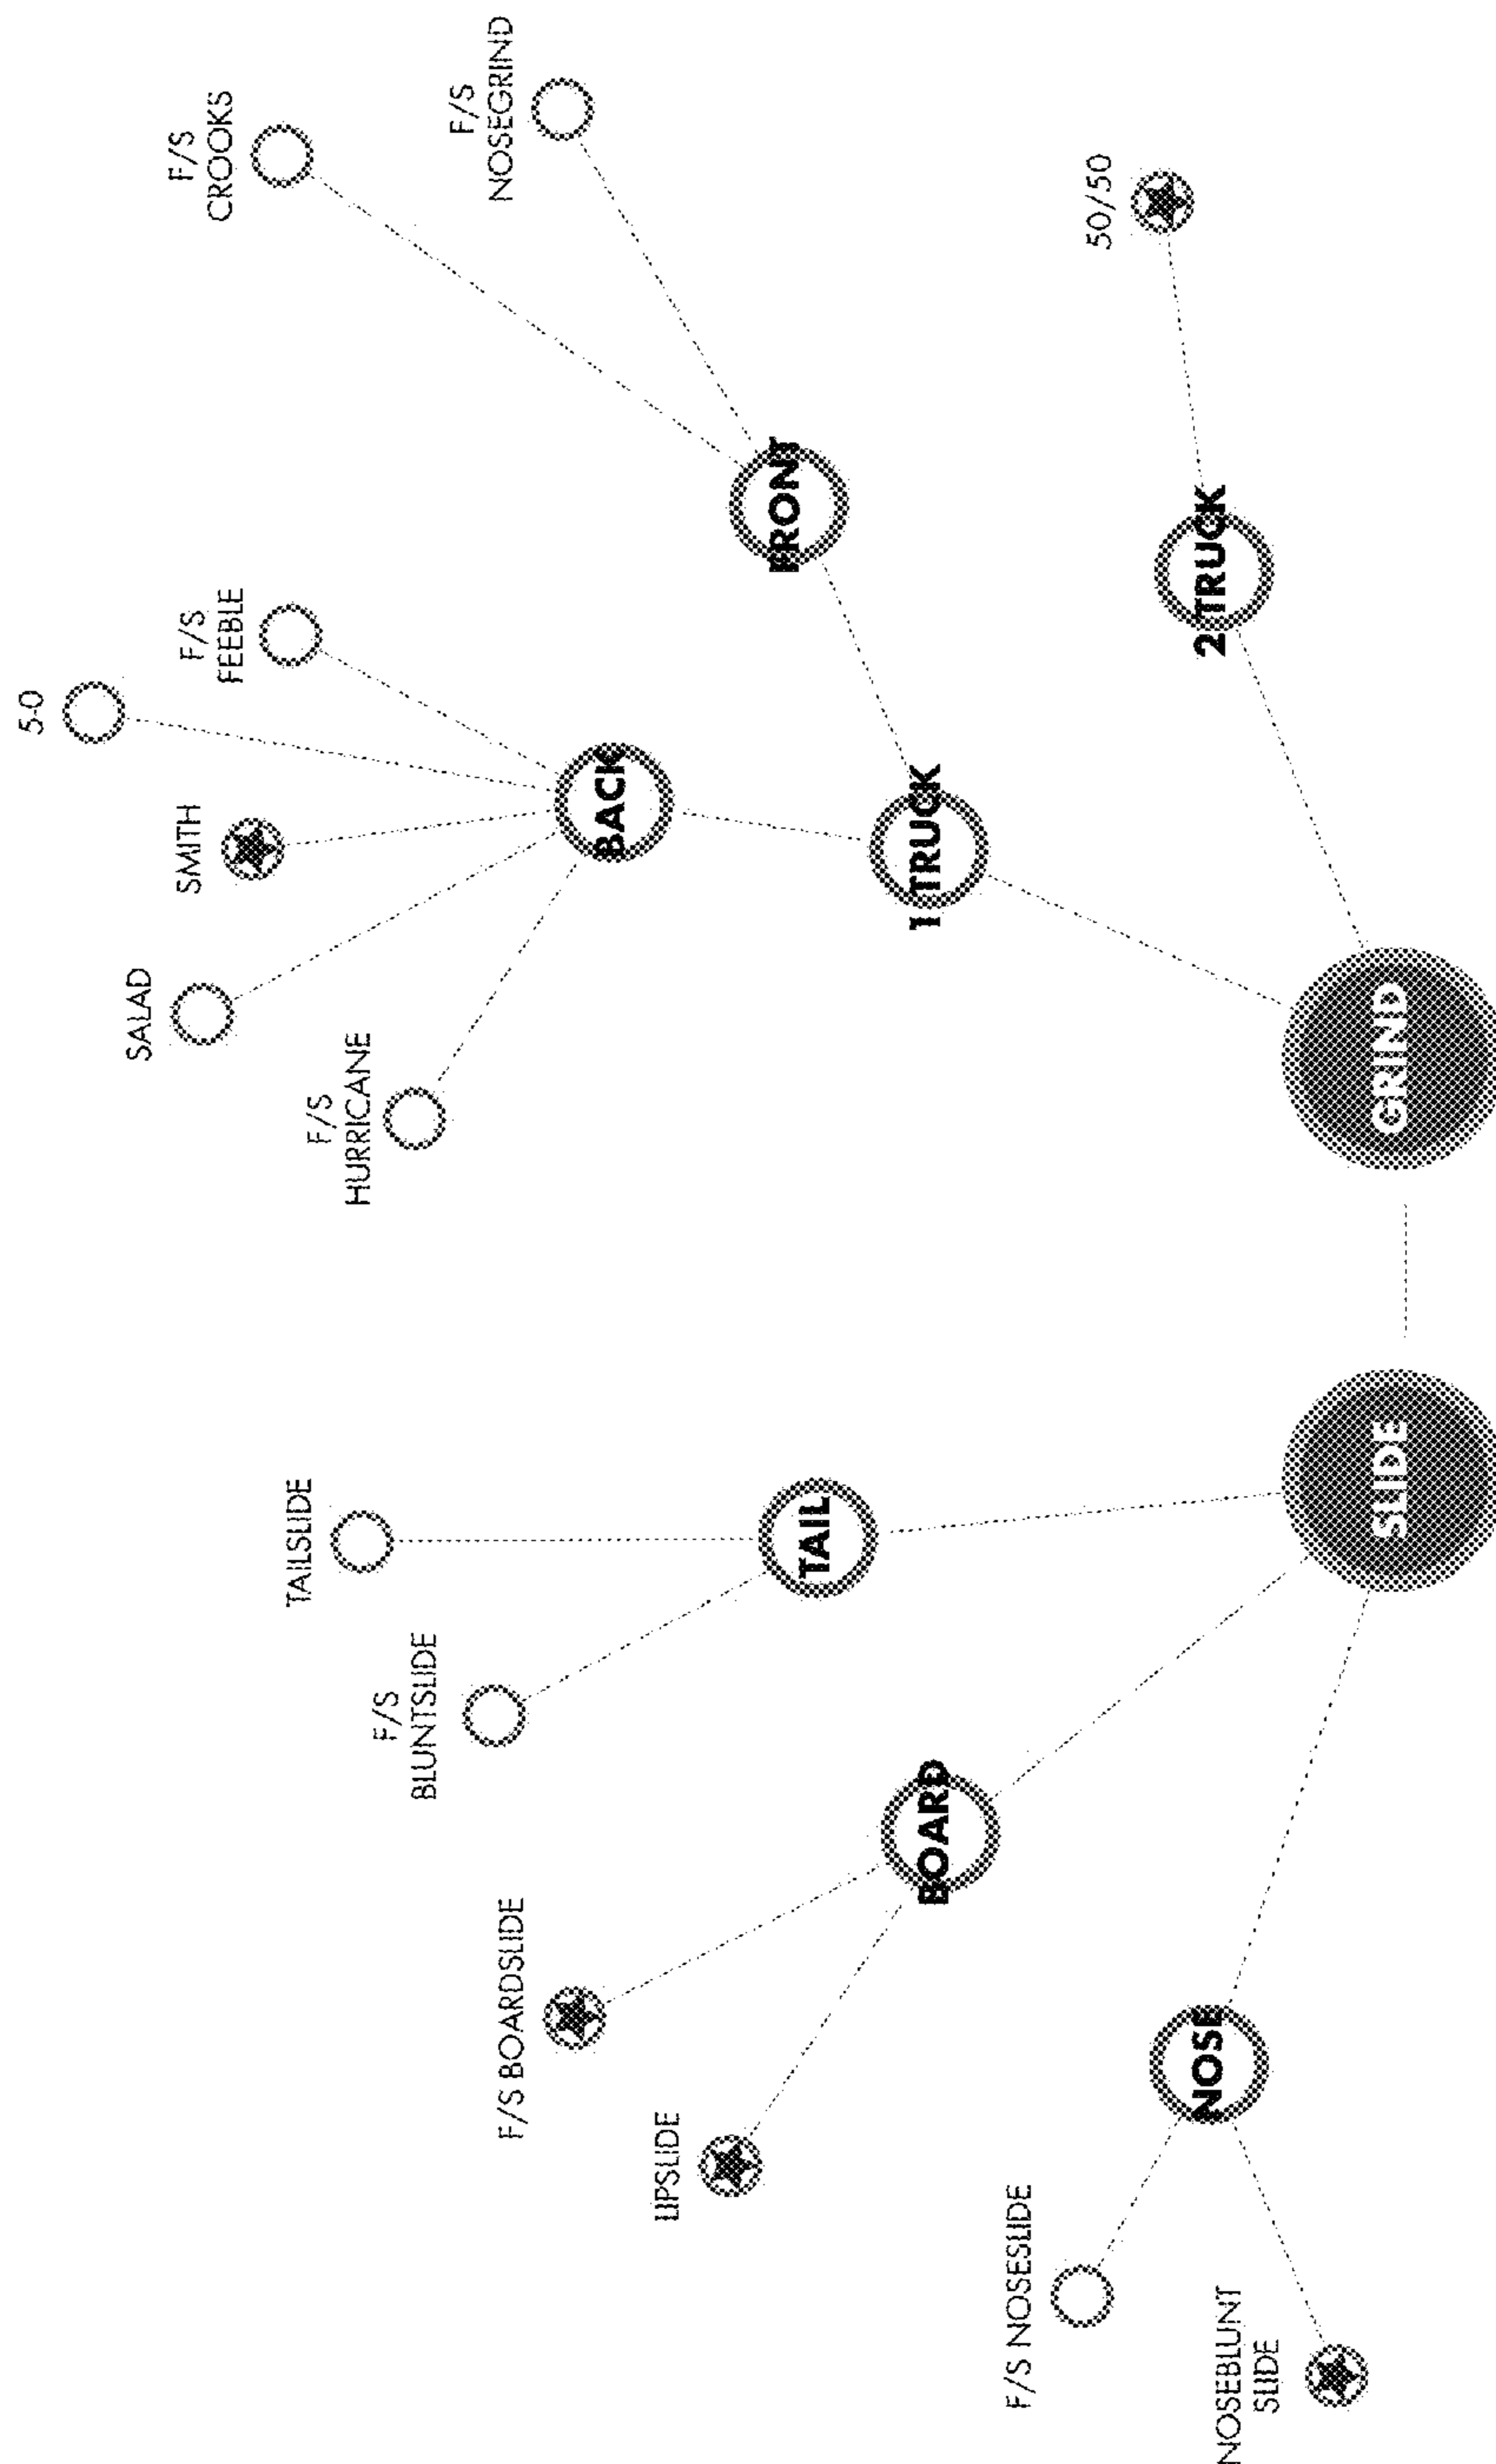 NOSEBLUNT
SLIDE
F/S NOSESLIDE
NOSE
LIPSLIDE
F/S BOARDSLIDE
BOARD
F/S
BLUNTSLIDE
TAILSLIDE
TAIL
SLIDE
GRIND
F/S
HURRICANE
SALAD
SMITH
5-0
F/S
FEEBLE
BACK
1 TRUCK
FRONT
F/S
CROOKS
F/S
NOSEGRIND
2 TRUCK
50/50